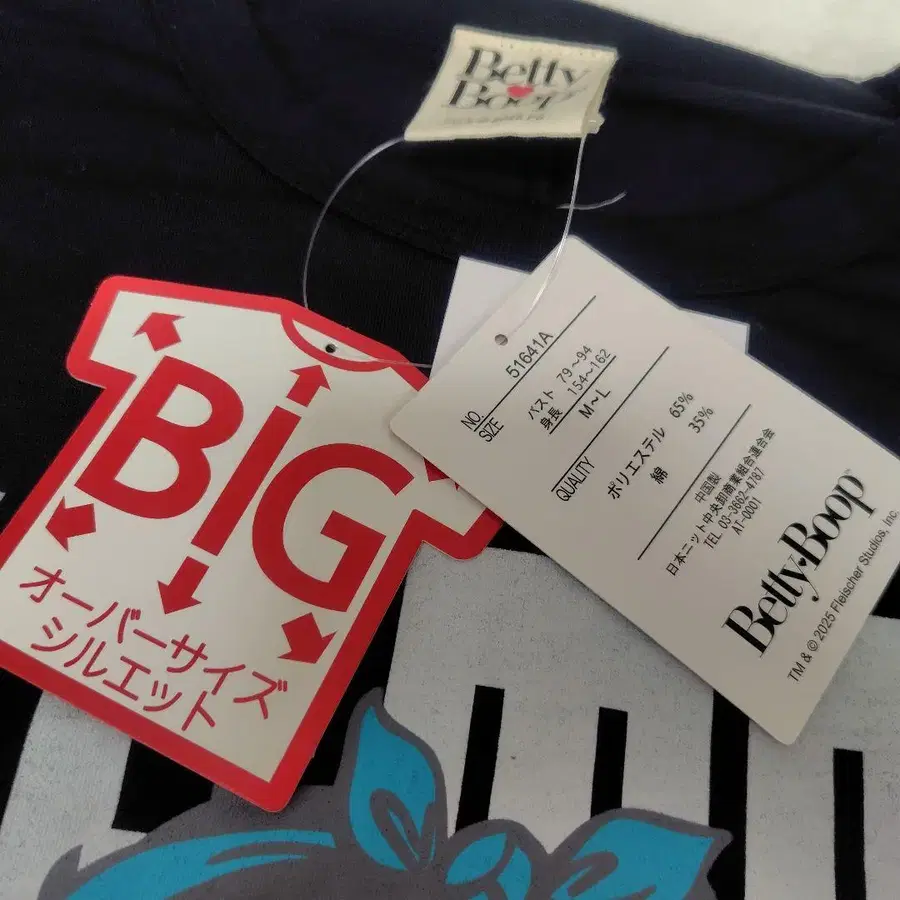 Betty
Boop
BIG
オーバーサイズ
シルエット
NO. 51641A
SIZE
バスト 79～94
身長 154～162
M～L
QUALITY
ポリエステル 65%
綿 35%
中国製
日本ニット中央卸商業組合連合会
TEL 03-3662-4787
AT-0001
Betty Boop™
TM & © 2025 Fleischer Studios, Inc.